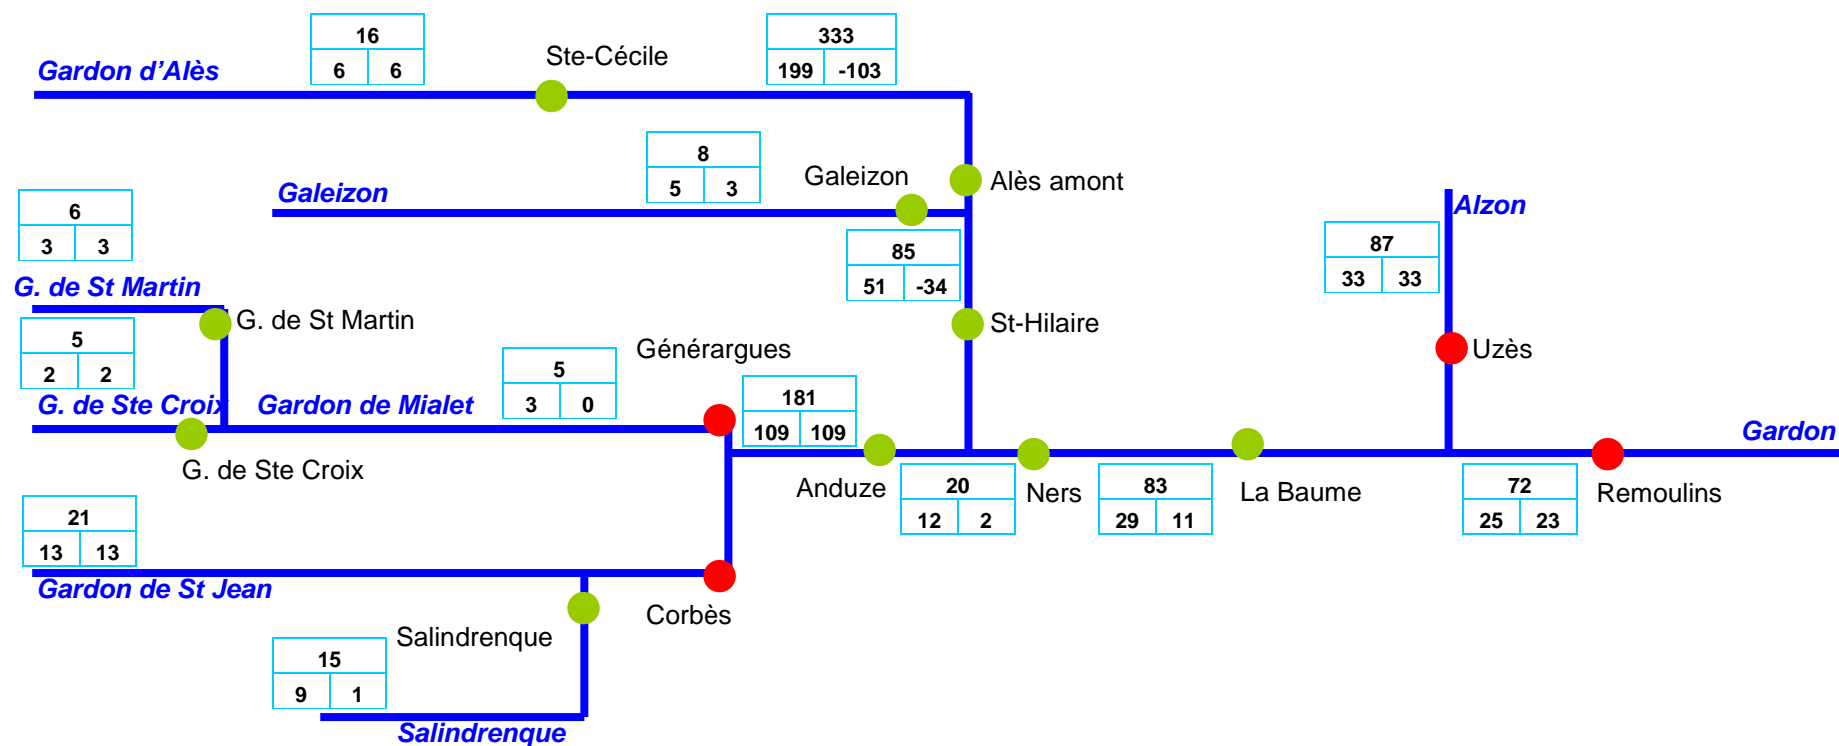 16
6 6
Ste-Cécile
333
199 -103
Gardon d'Alès
8
5 3
Galeizon
Alès amont
Galeizon
6
3 3
Alzon
87
33 33
85
51 -34
G. de St Martin
G. de St Martin
St-Hilaire
5
2 2
Générargues
Uzès
5
3 0
G. de Ste Croix
Gardon de Mialet
181
109 109
Gardon
G. de Ste Croix
Anduze
20
12 2
Ners
83
29 11
La Baume
72
25 23
Remoulins
21
13 13
Gardon de St Jean
Corbès
Salindrenque
15
9 1
Salindrenque